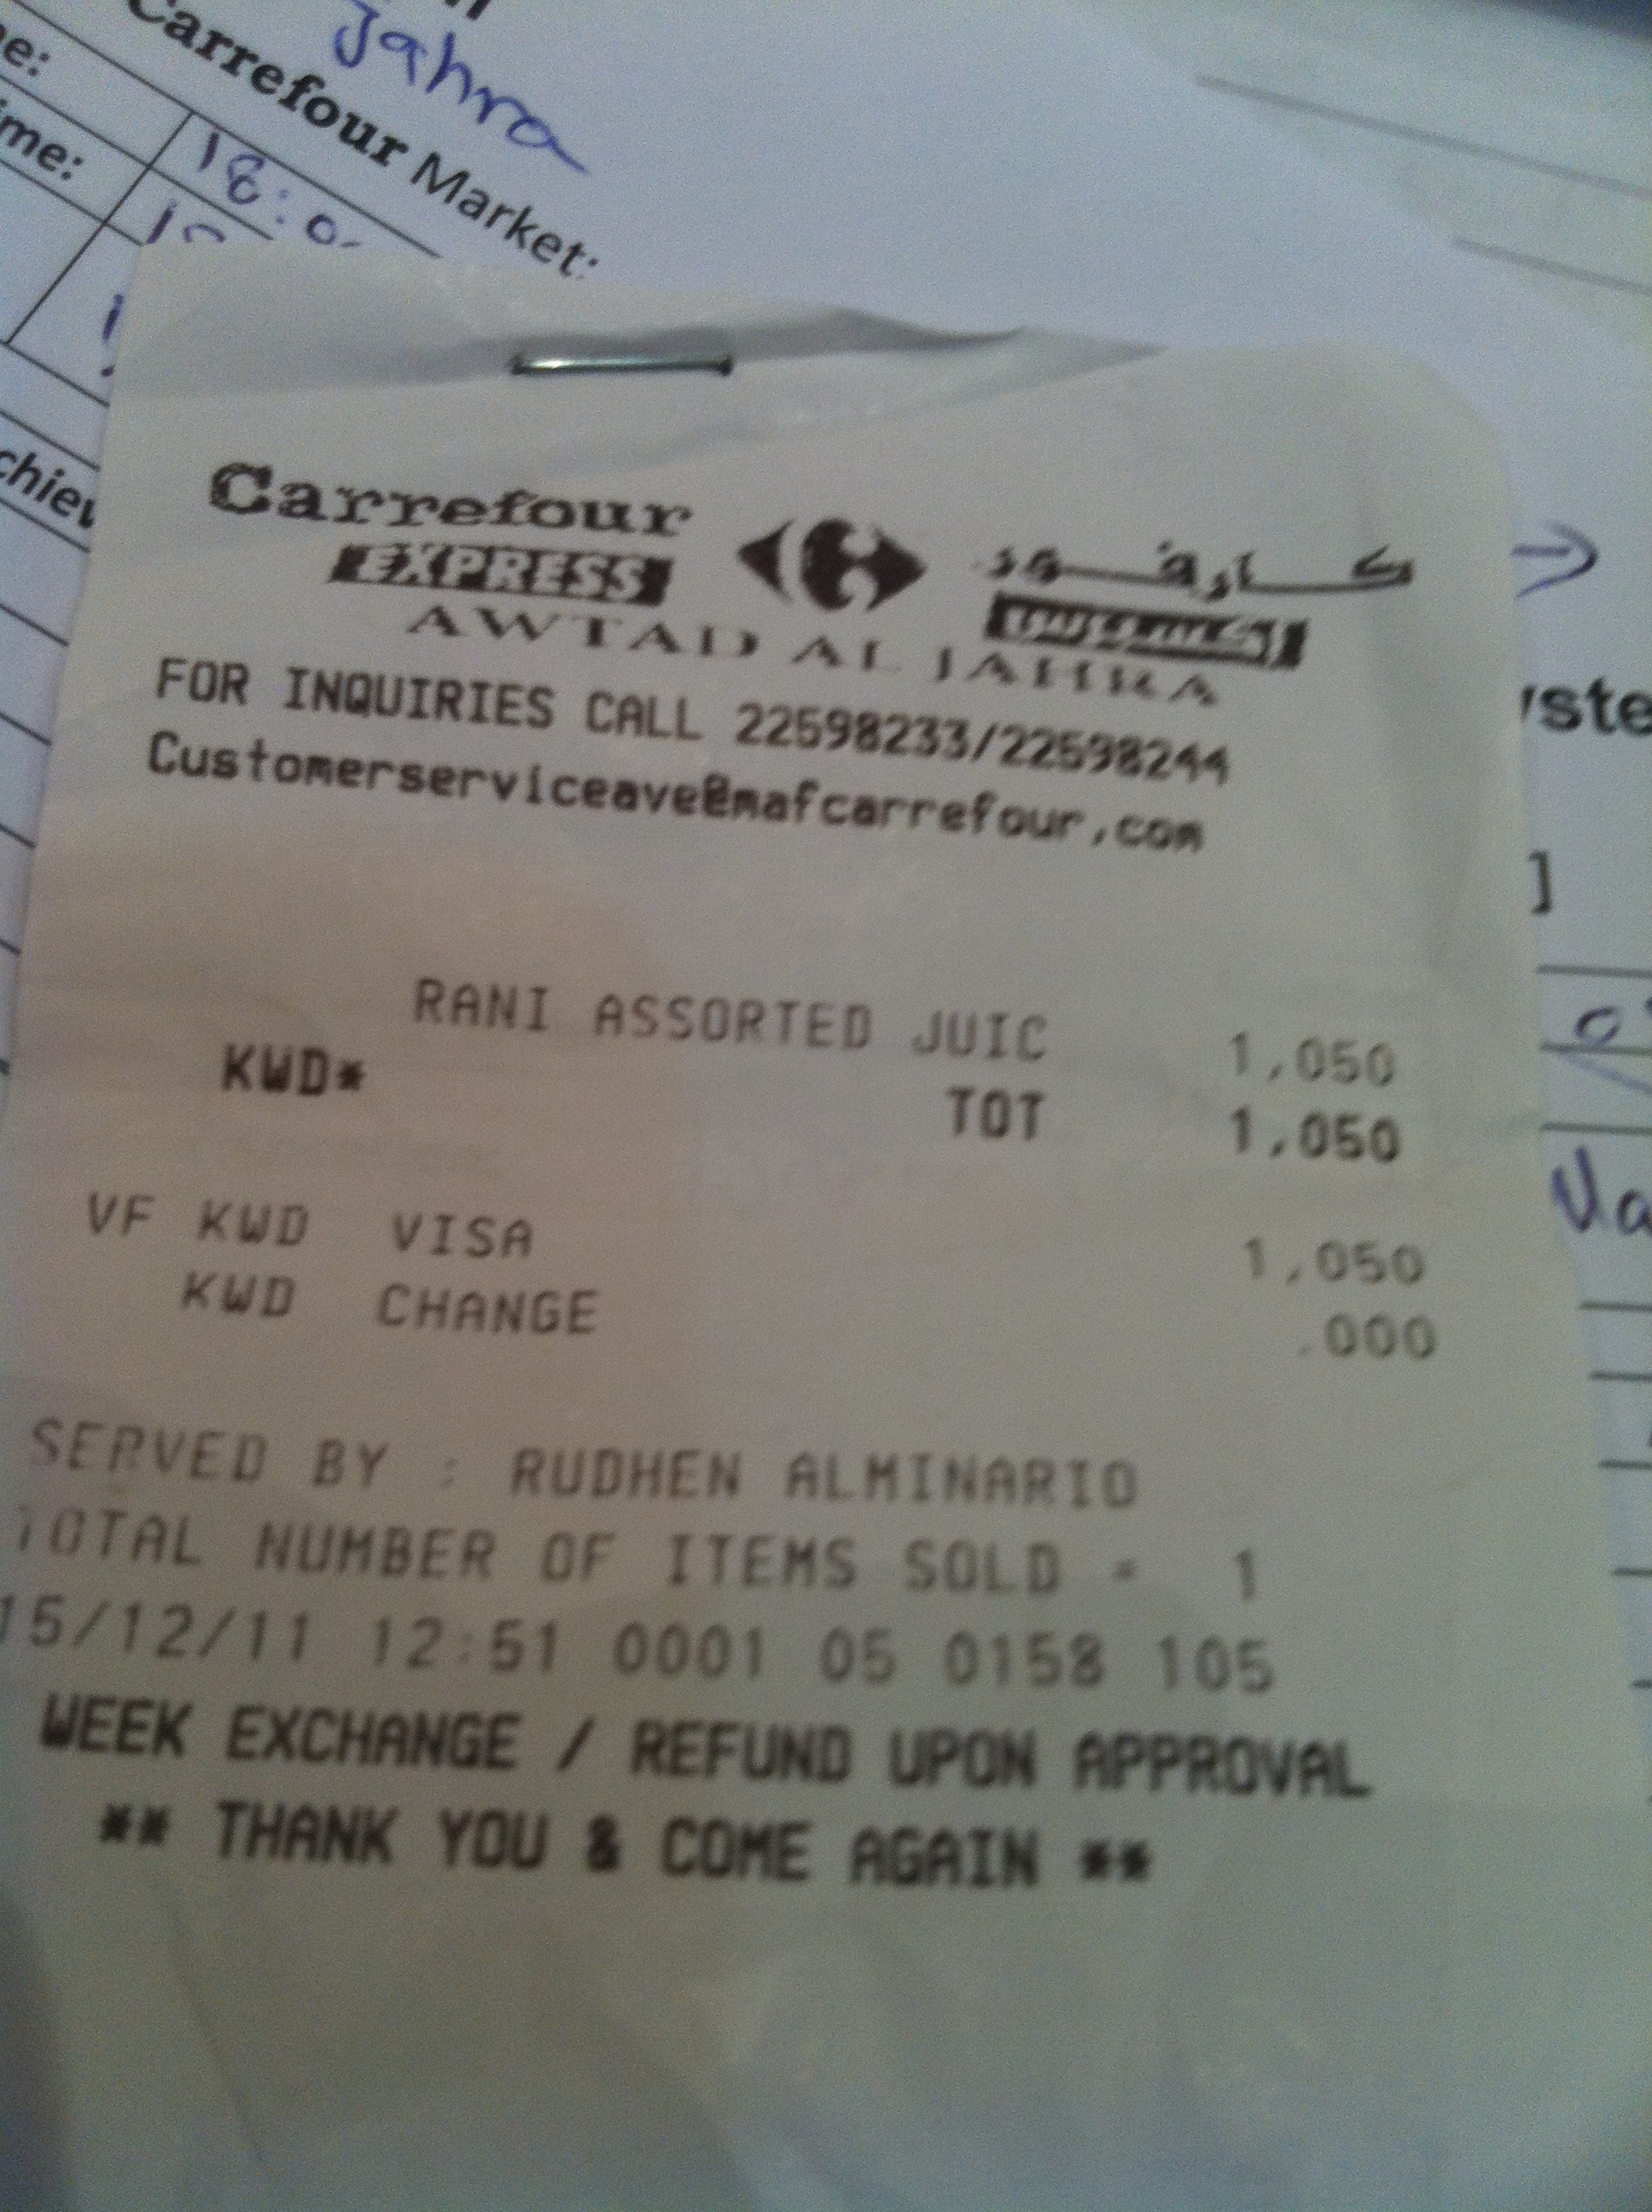 Jahra
Carrefour Market:
18:0
Carrefour كارفور
EXPRESS
AWTAD AL JAHRA
FOR INQUIRIES CALL 22598233/22598244
Customerserviceave@mafcarrefour.com
RANI ASSORTED JUIC 1,050
KWD* TOT 1,050
VF KWD VISA 1,050
KWD CHANGE .000
SERVED BY : RUDHEN ALMINARIO
TOTAL NUMBER OF ITEMS SOLD = 1
15/12/11 12:51 0001 05 0158 105
WEEK EXCHANGE / REFUND UPON APPROVAL
** THANK YOU & COME AGAIN **